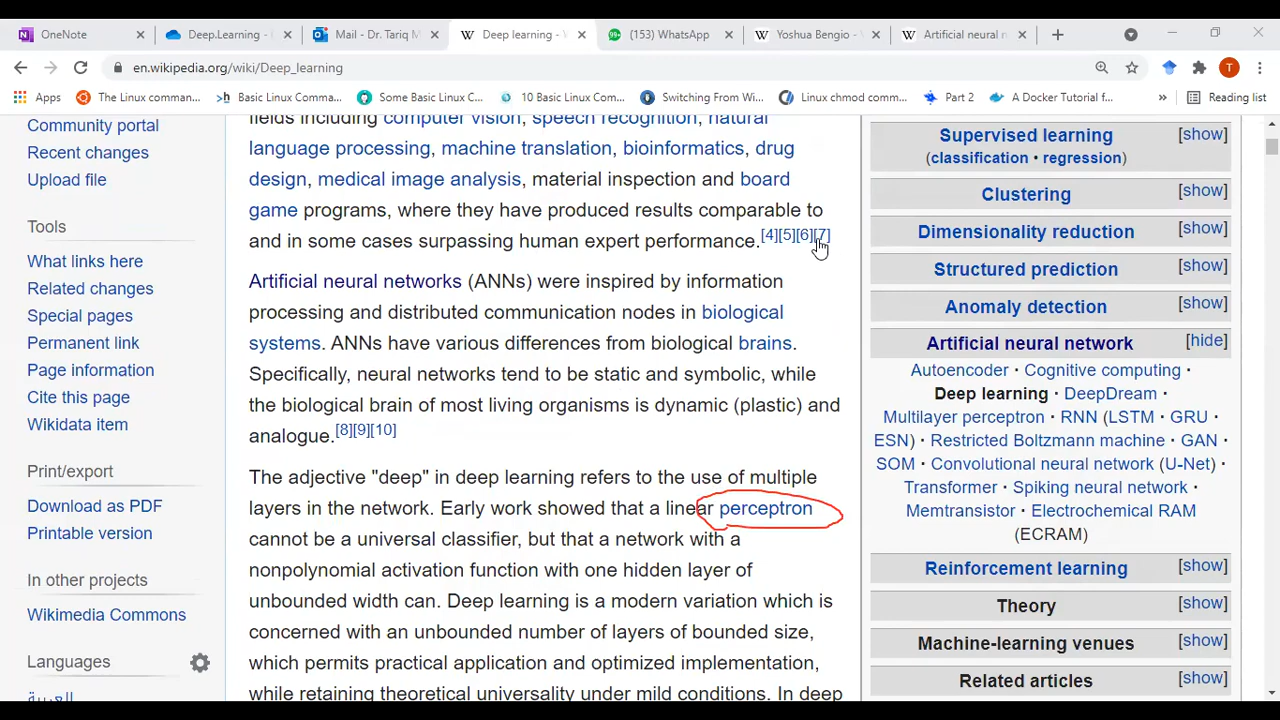 OneNote
Deep.Learning -
Mail - Dr. Tariq M
Deep learning - W
(153) WhatsApp
Yoshua Bengio - V
Artificial neural n
en.wikipedia.org/wiki/Deep_learning
T
Apps
The Linux comman...
Basic Linux Comma...
Some Basic Linux C...
10 Basic Linux Com...
Switching From Wi...
Linux chmod comm...
Part 2
A Docker Tutorial f...
»
Reading list
Community portal
Recent changes
Upload file
Tools
What links here
Related changes
Special pages
Permanent link
Page information
Cite this page
Wikidata item
Print/export
Download as PDF
Printable version
In other projects
Wikimedia Commons
Languages
العربية
fields including computer vision, speech recognition, natural
language processing, machine translation, bioinformatics, drug
design, medical image analysis, material inspection and board
game programs, where they have produced results comparable to
and in some cases surpassing human expert performance.[4][5][6][7]
Artificial neural networks (ANNs) were inspired by information
processing and distributed communication nodes in biological
systems. ANNs have various differences from biological brains.
Specifically, neural networks tend to be static and symbolic, while
the biological brain of most living organisms is dynamic (plastic) and
analogue.[8][9][10]
The adjective "deep" in deep learning refers to the use of multiple
layers in the network. Early work showed that a linear perceptron
cannot be a universal classifier, but that a network with a
nonpolynomial activation function with one hidden layer of
unbounded width can. Deep learning is a modern variation which is
concerned with an unbounded number of layers of bounded size,
which permits practical application and optimized implementation,
while retaining theoretical universality under mild conditions. In deep
Supervised learning [show]
(classification • regression)
Clustering [show]
Dimensionality reduction [show]
Structured prediction [show]
Anomaly detection [show]
Artificial neural network [hide]
Autoencoder • Cognitive computing •
Deep learning • DeepDream •
Multilayer perceptron • RNN (LSTM • GRU •
ESN) • Restricted Boltzmann machine • GAN •
SOM • Convolutional neural network (U-Net) •
Transformer • Spiking neural network •
Memtransistor • Electrochemical RAM
(ECRAM)
Reinforcement learning [show]
Theory [show]
Machine-learning venues [show]
Related articles [show]